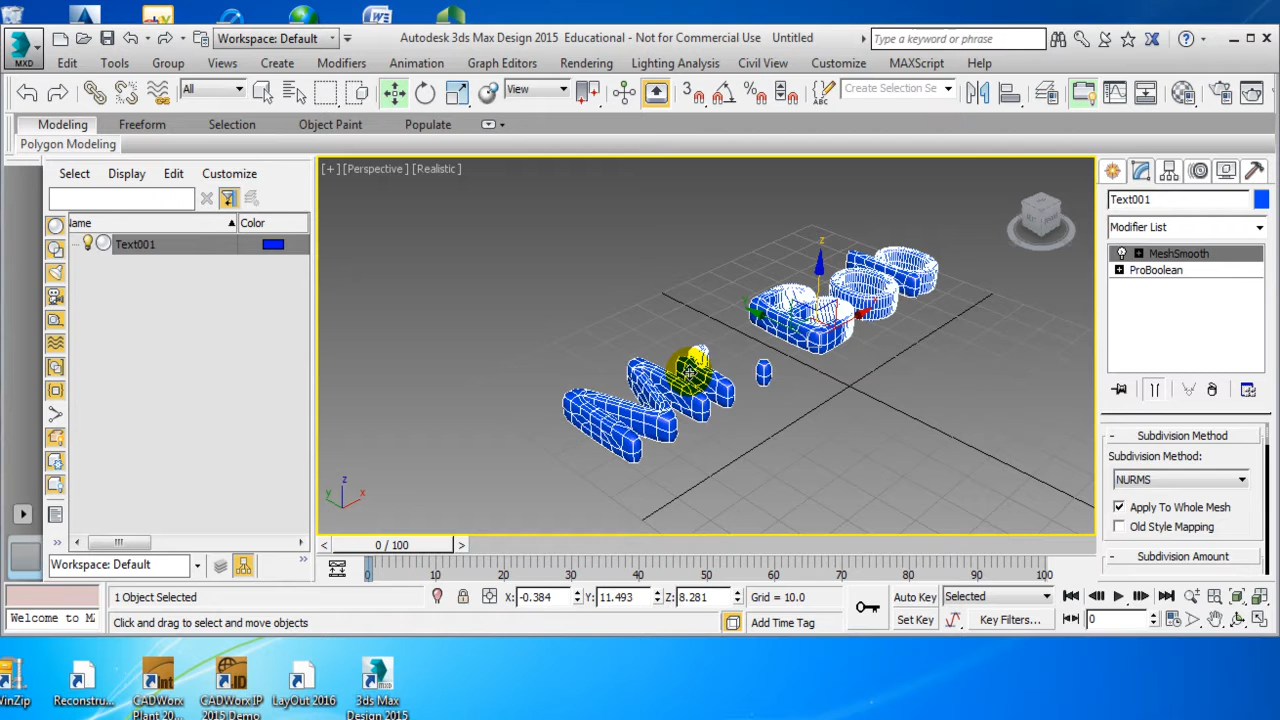 Workspace: Default
Autodesk 3ds Max Design 2015 Educational - Not for Commercial Use Untitled
Type a keyword or phrase
MXD
Edit Tools Group Views Create Modifiers Animation Graph Editors Rendering Lighting Analysis Civil View Customize MAXScript Help
All
View
3
%
ABC
Create Selection Se
Modeling Freeform Selection Object Paint Populate
Polygon Modeling
Select Display Edit Customize
[+] [Perspective] [Realistic]
Name Color
Text001
z
y
x
z
Text001
Modifier List
MeshSmooth
ProBoolean
Subdivision Method
Subdivision Method:
NURMS
Apply To Whole Mesh
Old Style Mapping
Subdivision Amount
Workspace: Default
0 / 100
0 10 20 30 40 50 60 70 80 90 100
1 Object Selected
X: -0.384 Y: 11.493 Z: 8.281
Grid = 10.0
Auto Key
Selected
Welcome to M
Click and drag to select and move objects
Add Time Tag
Set Key
Key Filters...
0
WinZip
Reconstru...
CADWorx Plant 20...
CADWorx IP 2015 Demo
LayOut 2016
3ds Max Design 2015